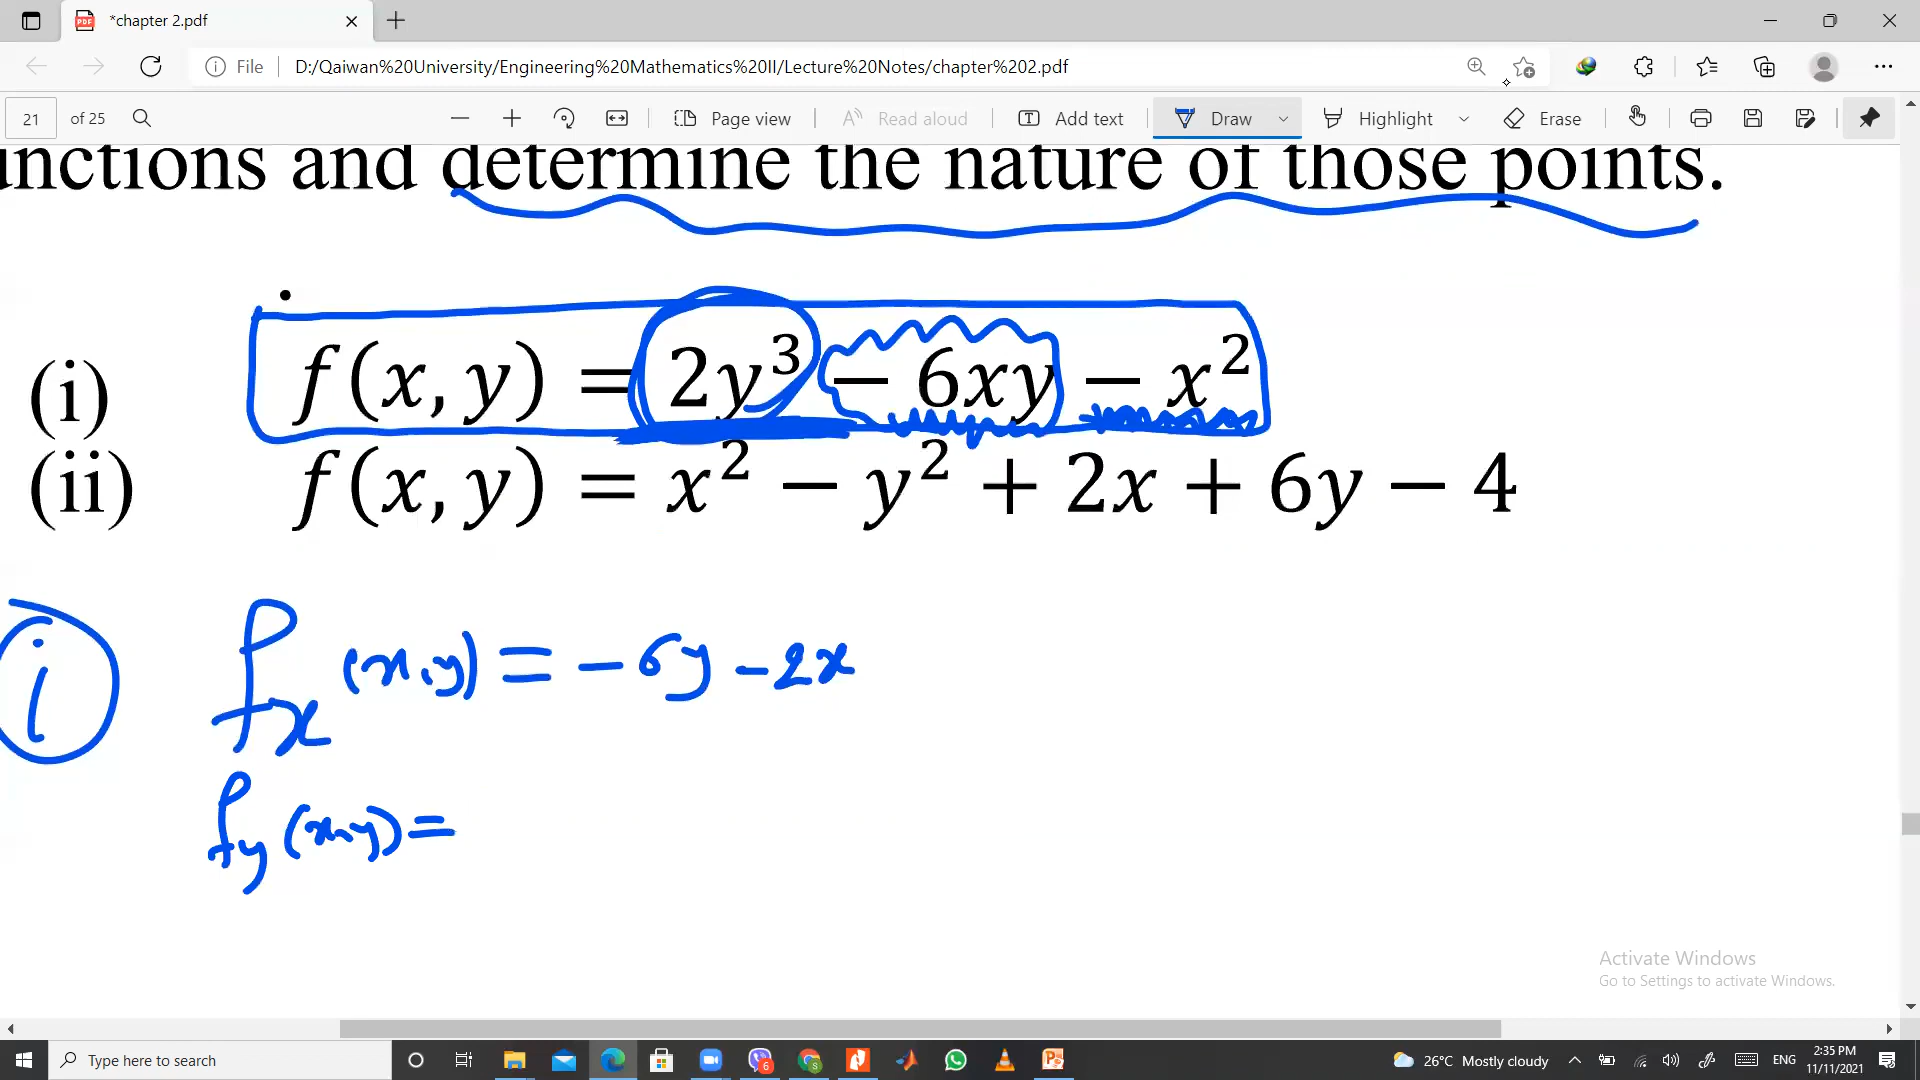 *chapter 2.pdf
File D:/Qaiwan%20University/Engineering%20Mathematics%20II/Lecture%20Notes/chapter%202.pdf
21 of 25 Page view Read aloud Add text Draw Highlight Erase
unctions and determine the nature of those points.
(i) f(x, y) = 2y³ − 6xy − x²
(ii) f(x, y) = x² − y² + 2x + 6y − 4
i fx (x,y) = −6y −2x
fy (x,y) =
Activate Windows
Go to Settings to activate Windows.
Type here to search 6 26°C Mostly cloudy ENG 2:35 PM
11/11/2021